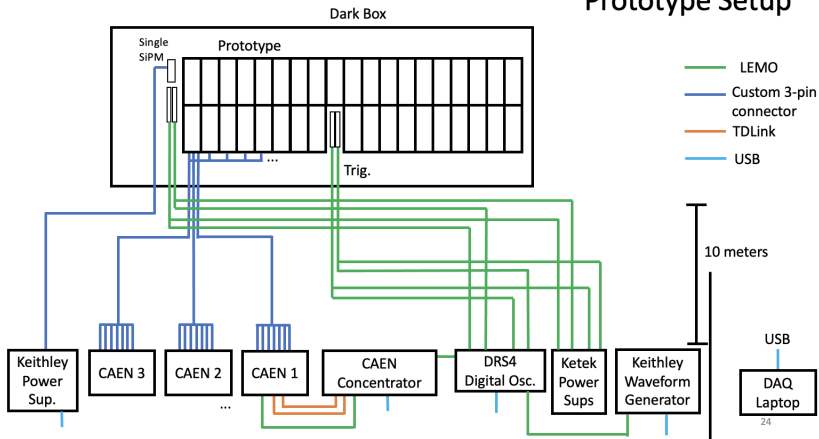 Prototype Setup
Dark Box
Single
SiPM
Prototype
...
Trig.
LEMO
Custom 3-pin
connector
TDLink
USB
10 meters
Keithley
Power
Sup.
CAEN 3
CAEN 2
CAEN 1
...
CAEN
Concentrator
DRS4
Digital Osc.
Ketek
Power
Sups
Keithley
Waveform
Generator
USB
DAQ
Laptop
24